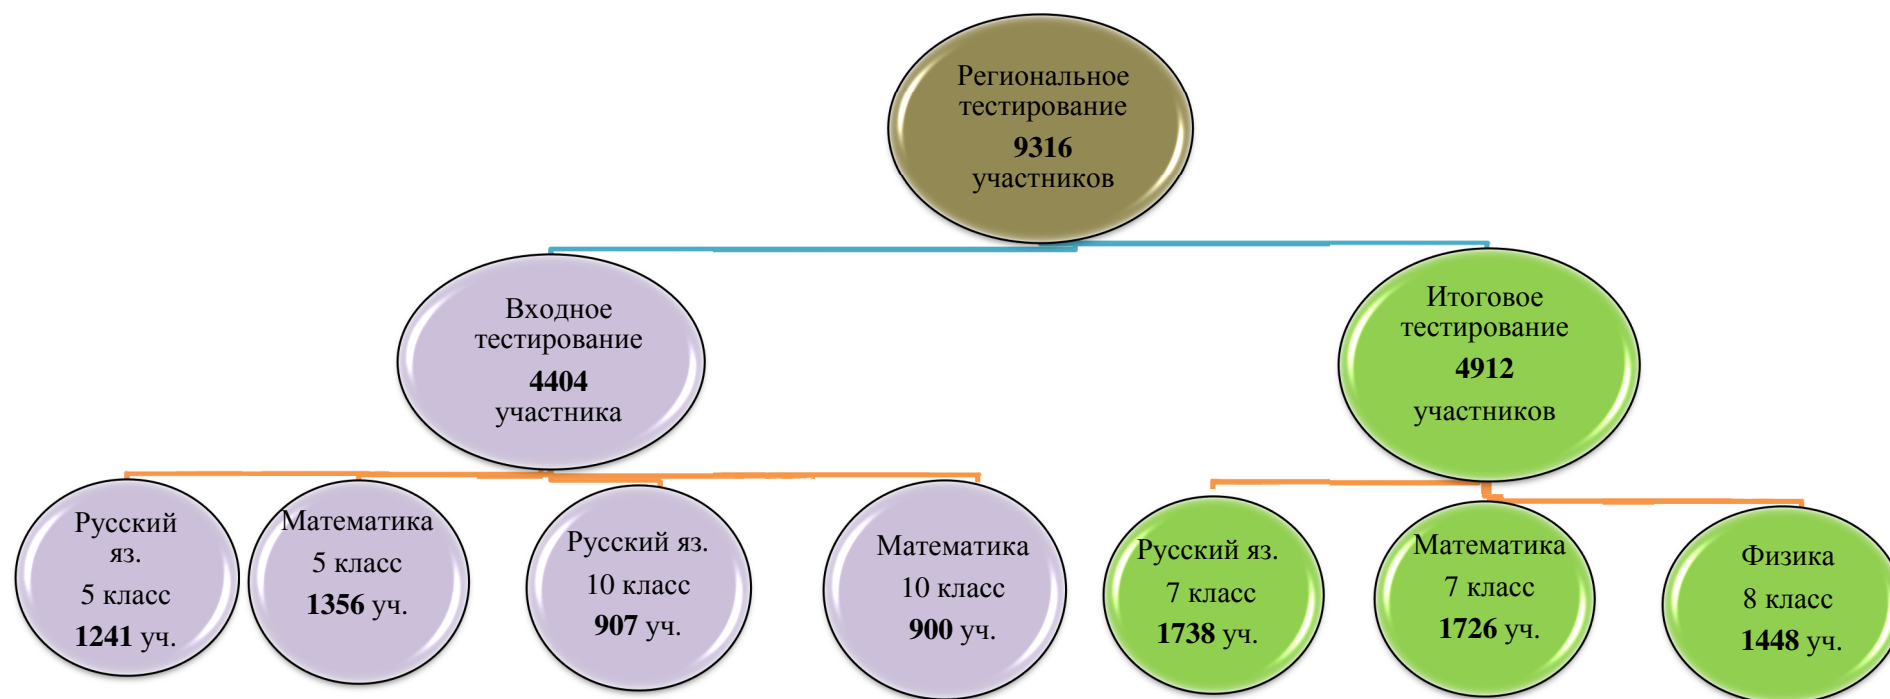 Региональное
тестирование
9316
участников
Входное
тестирование
4404
участника
Итоговое
тестирование
4912
участников
Русский
яз.
5 класс
1241 уч.
Математика
5 класс
1356 уч.
Русский яз.
10 класс
907 уч.
Математика
10 класс
900 уч.
Русский яз.
7 класс
1738 уч.
Математика
7 класс
1726 уч.
Физика
8 класс
1448 уч.